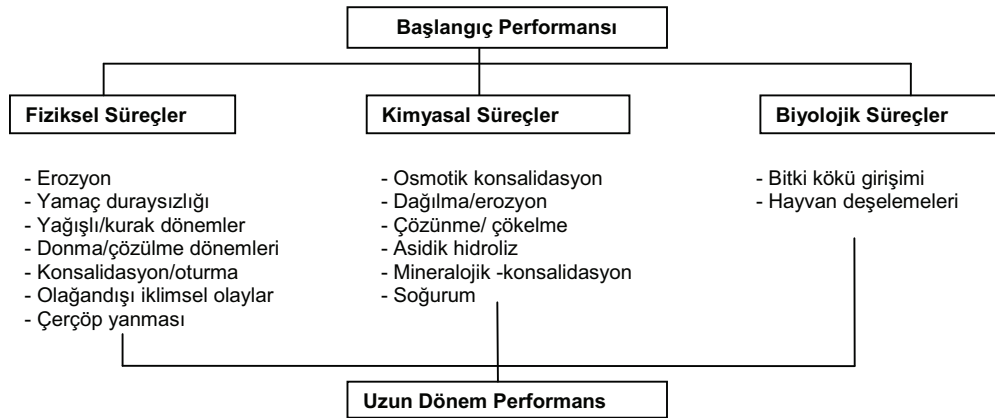 Başlangıç Performansı
Fiziksel Süreçler
- Erozyon
- Yamaç duraysızlığı
- Yağışlı/kurak dönemler
- Donma/çözülme dönemleri
- Konsalidasyon/oturma
- Olağandışı iklimsel olaylar
- Çerçöp yanması
Kimyasal Süreçler
- Osmotik konsalidasyon
- Dağılma/erozyon
- Çözünme/ çökelme
- Asidik hidroliz
- Mineralojik -konsalidasyon
- Soğurum
Biyolojik Süreçler
- Bitki kökü girişimi
- Hayvan deşelemeleri
Uzun Dönem Performans